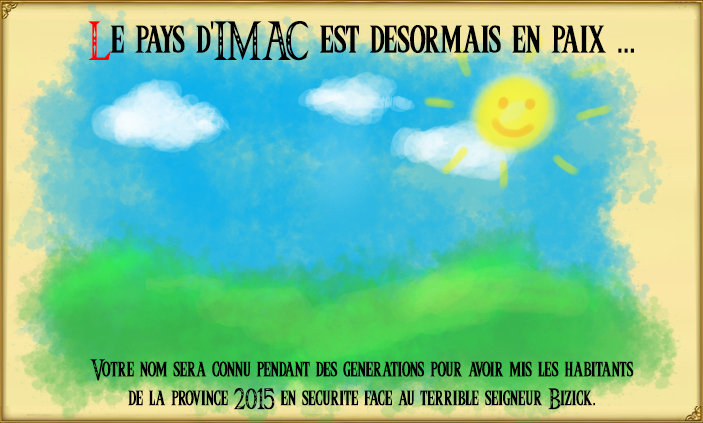 LE PAYS D'IMAC EST DESORMAIS EN PAIX ...
VOTRE NOM SERA CONNU PENDANT DES GENERATIONS POUR AVOIR MIS LES HABITANTS
DE LA PROVINCE 2015 EN SECURITE FACE AU TERRIBLE SEIGNEUR BIZICK.